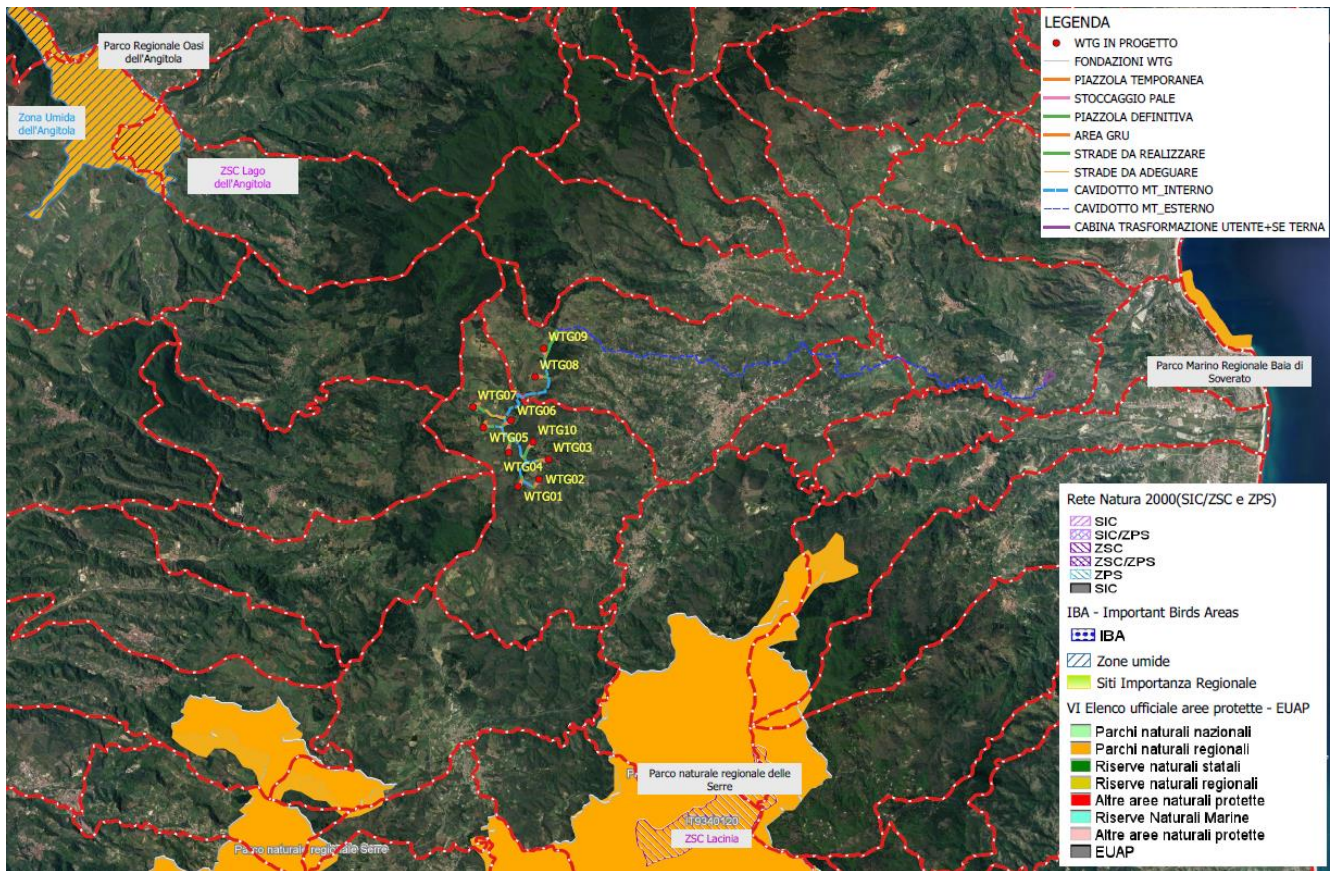 Parco Regionale Oasi
dell'Angitola
Zona Umida
dell'Angitola
ZSC Lago
dell'Angitola
LEGENDA
WTG IN PROGETTO
FONDAZIONI WTG
PIAZZOLA TEMPORANEA
STOCCAGGIO PALE
PIAZZOLA DEFINITIVA
AREA GRU
STRADE DA REALIZZARE
STRADE DA ADEGUARE
CAVIDOTTO MT_INTERNO
CAVIDOTTO MT_ESTERNO
CABINA TRASFORMAZIONE UTENTE+SE TERNA
WTG09
WTG08
WTG07
WTG06
WTG10
WTG05
WTG03
WTG04
WTG02
WTG01
Parco Marino Regionale Baia di
Soverato
Rete Natura 2000(SIC/ZSC e ZPS)
SIC
SIC/ZPS
ZSC
ZSC/ZPS
ZPS
SIC
IBA - Important Birds Areas
IBA
Zone umide
Siti Importanza Regionale
VI Elenco ufficiale aree protette - EUAP
Parchi naturali nazionali
Parchi naturali regionali
Riserve naturali statali
Riserve naturali regionali
Altre aree naturali protette
Riserve Naturali Marine
Altre aree naturali protette
EUAP
Parco naturale regionale delle
Serre
IT9340120
ZSC Lacinia
Parco naturale regionale Serre